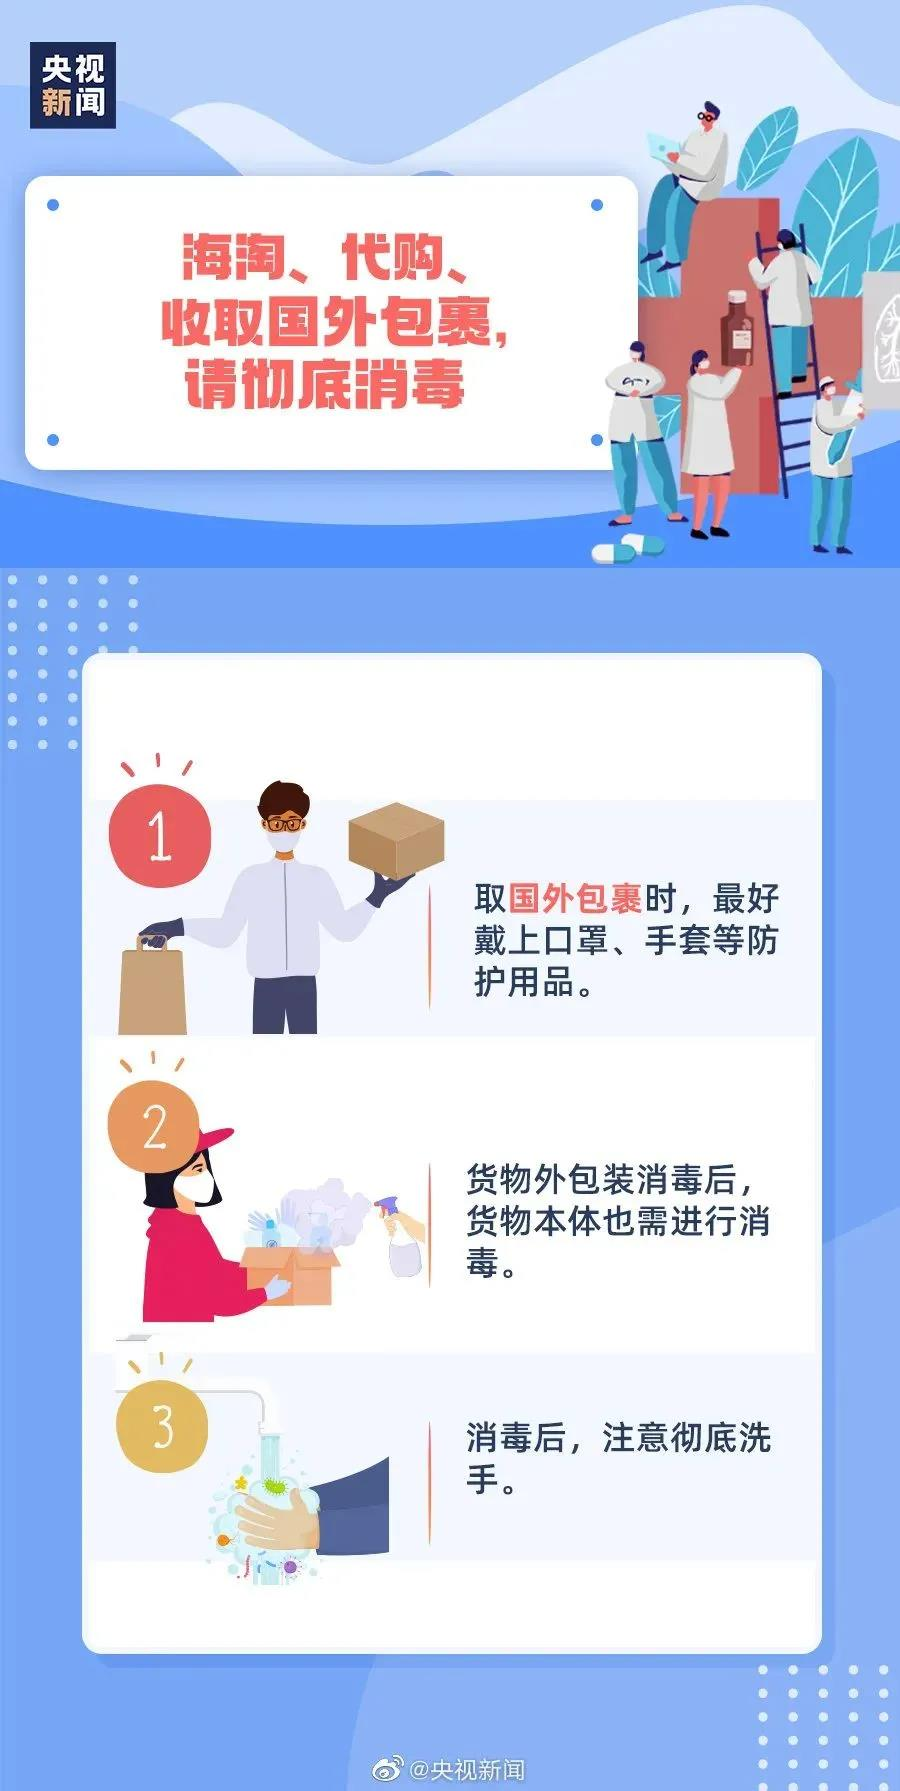 央视
新闻
海淘、代购、
收取国外包裹，
请彻底消毒
1
取国外包裹时，最好
戴上口罩、手套等防
护用品。
2
货物外包装消毒后，
货物本体也需进行消
毒。
3
消毒后，注意彻底洗
手。
@央视新闻